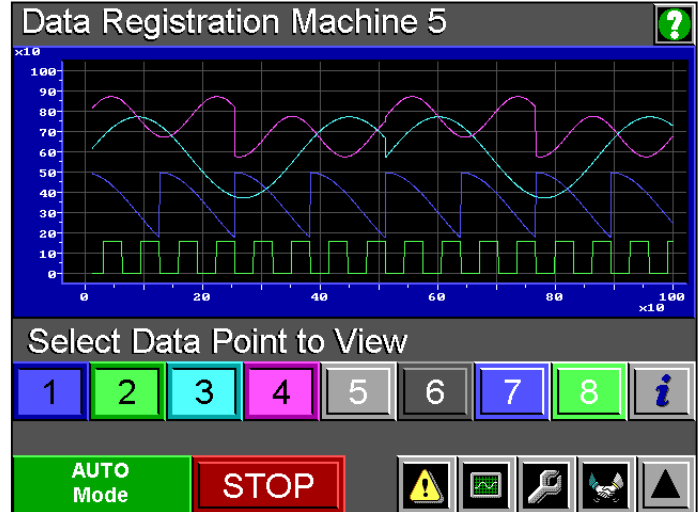 Data Registration Machine 5
?
x10
100
90
80
70
60
50
40
30
20
10
0
0 20 40 60 80 100
x10
Select Data Point to View
1 2 3 4 5 6 7 8 i
AUTO
Mode
STOP
!